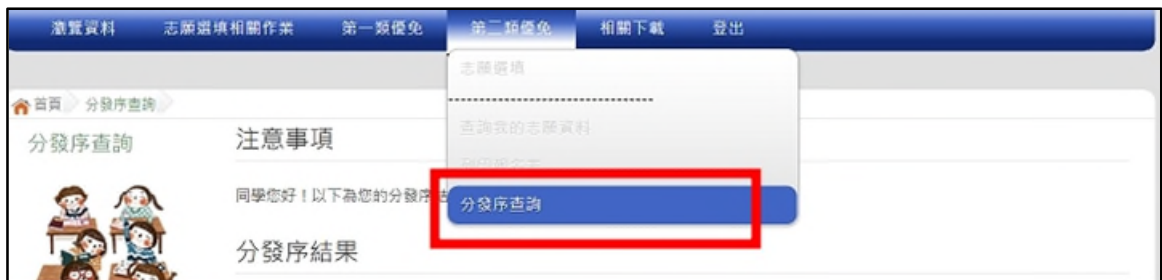 瀏覽資料 志願選填相關作業 第一類優免 第二類優免 相關下載 登出
志願選填
首頁 分發序查詢
查詢我的志願資料
分發序查詢 注意事項
同學您好！以下為您的分發序
分發序查詢
分發序結果